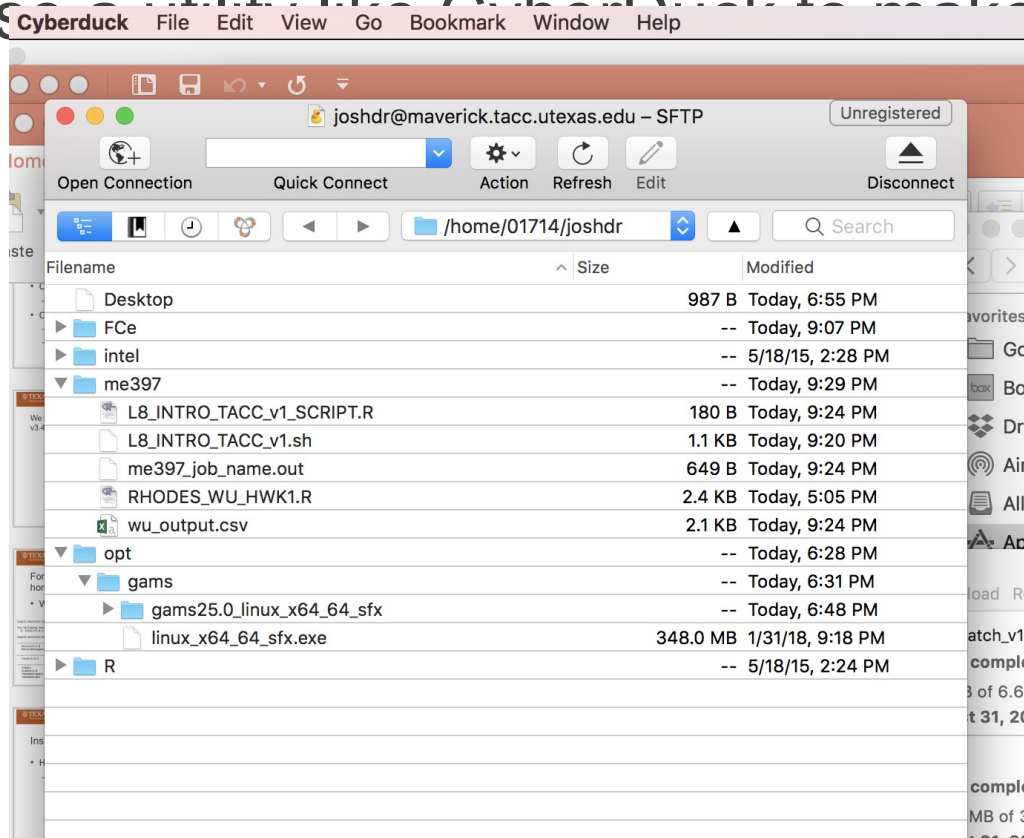 Cyberduck File Edit View Go Bookmark Window Help
joshdr@maverick.tacc.utexas.edu – SFTP
Unregistered
Open Connection Quick Connect Action Refresh Edit Disconnect
/home/01714/joshdr Search
Filename Size Modified
Desktop 987 B Today, 6:55 PM
FCe -- Today, 9:07 PM
intel -- 5/18/15, 2:28 PM
me397 -- Today, 9:29 PM
L8_INTRO_TACC_v1_SCRIPT.R 180 B Today, 9:24 PM
L8_INTRO_TACC_v1.sh 1.1 KB Today, 9:20 PM
me397_job_name.out 649 B Today, 9:24 PM
RHODES_WU_HWK1.R 2.4 KB Today, 5:05 PM
wu_output.csv 2.1 KB Today, 9:24 PM
opt -- Today, 6:28 PM
gams -- Today, 6:31 PM
gams25.0_linux_x64_64_sfx -- Today, 6:48 PM
linux_x64_64_sfx.exe 348.0 MB 1/31/18, 9:18 PM
R -- 5/18/15, 2:24 PM